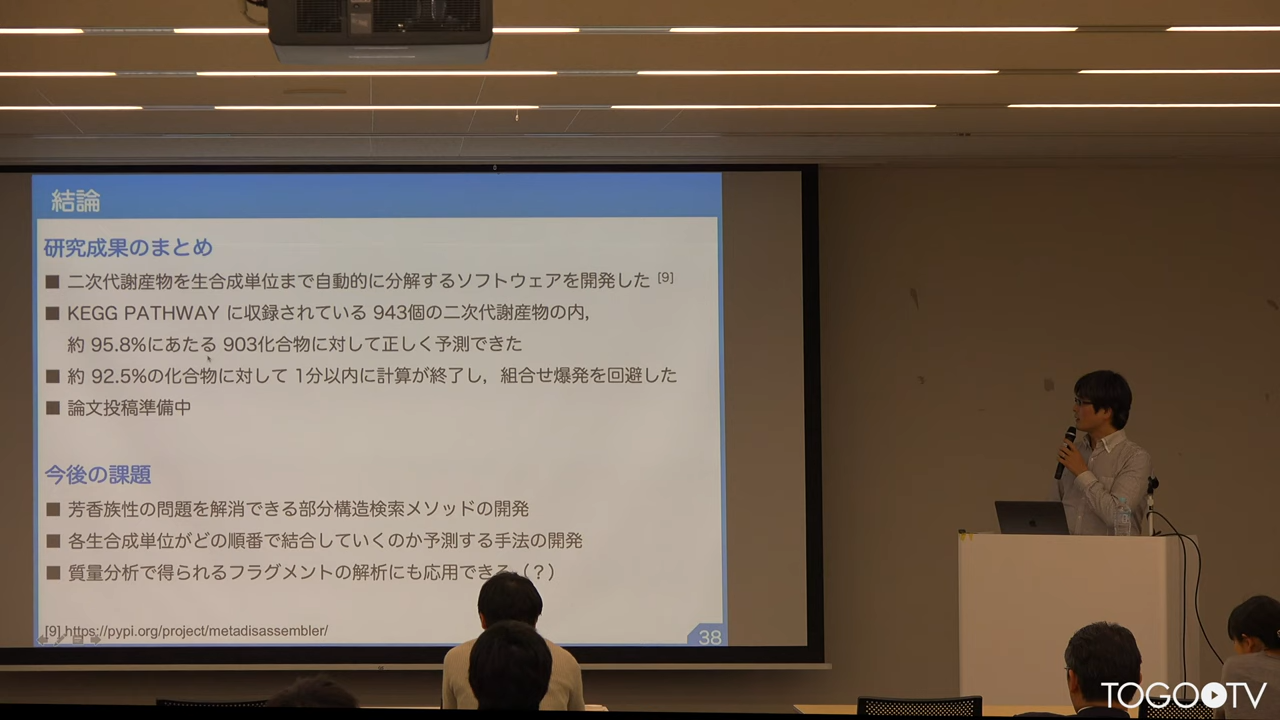 結論
研究成果のまとめ
■ 二次代謝産物を生合成単位まで自動的に分解するソフトウェアを開発した [9]
■ KEGG PATHWAY に収録されている 943個の二次代謝産物の内,
約 95.8%にあたる 903化合物に対して正しく予測できた
■ 約 92.5%の化合物に対して 1分以内に計算が終了し,組合せ爆発を回避した
■ 論文投稿準備中
今後の課題
■ 芳香族性の問題を解消できる部分構造検索メソッドの開発
■ 各生合成単位がどの順番で結合していくのか予測する手法の開発
■ 質量分析で得られるフラグメントの解析にも応用できる(?)
[9] https://pypi.org/project/metadisassembler/
38
TOGO TV